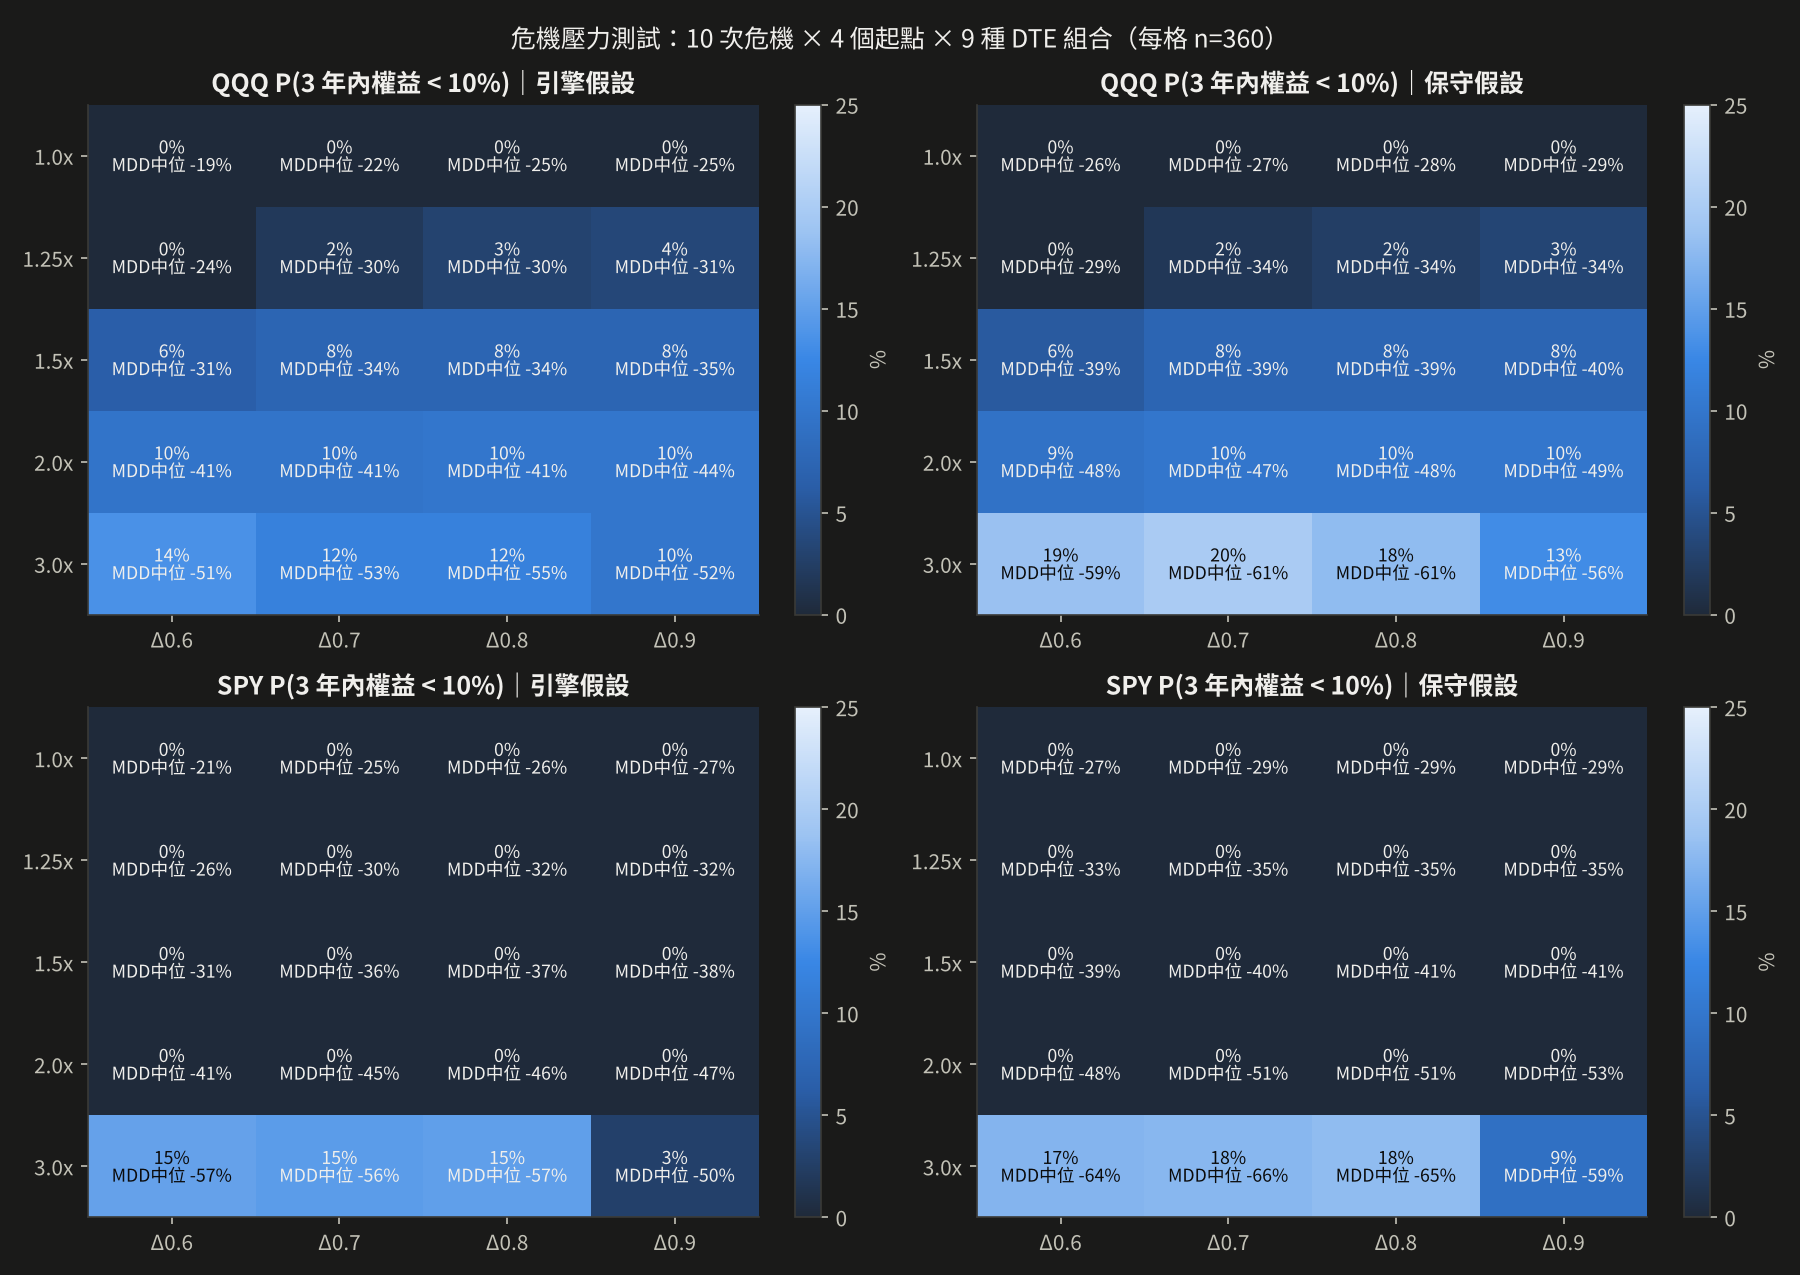 危機壓力測試：10 次危機 × 4 個起點 × 9 種 DTE 組合（每格 n=360）
QQQ P(3 年內權益 < 10%)｜引擎假設
1.0x
0% 0% 0% 0%
MDD中位 -19% MDD中位 -22% MDD中位 -25% MDD中位 -25%
1.25x
0% 2% 3% 4%
MDD中位 -24% MDD中位 -30% MDD中位 -30% MDD中位 -31%
1.5x
6% 8% 8% 8%
MDD中位 -31% MDD中位 -34% MDD中位 -34% MDD中位 -35%
2.0x
10% 10% 10% 10%
MDD中位 -41% MDD中位 -41% MDD中位 -41% MDD中位 -44%
3.0x
14% 12% 12% 10%
MDD中位 -51% MDD中位 -53% MDD中位 -55% MDD中位 -52%
Δ0.6 Δ0.7 Δ0.8 Δ0.9
25
20
15
10
5
0
%
QQQ P(3 年內權益 < 10%)｜保守假設
1.0x
0% 0% 0% 0%
MDD中位 -26% MDD中位 -27% MDD中位 -28% MDD中位 -29%
1.25x
0% 2% 2% 3%
MDD中位 -29% MDD中位 -34% MDD中位 -34% MDD中位 -34%
1.5x
6% 8% 8% 8%
MDD中位 -39% MDD中位 -39% MDD中位 -39% MDD中位 -40%
2.0x
9% 10% 10% 10%
MDD中位 -48% MDD中位 -47% MDD中位 -48% MDD中位 -49%
3.0x
19% 20% 18% 13%
MDD中位 -59% MDD中位 -61% MDD中位 -61% MDD中位 -56%
Δ0.6 Δ0.7 Δ0.8 Δ0.9
25
20
15
10
5
0
%
SPY P(3 年內權益 < 10%)｜引擎假設
1.0x
0% 0% 0% 0%
MDD中位 -21% MDD中位 -25% MDD中位 -26% MDD中位 -27%
1.25x
0% 0% 0% 0%
MDD中位 -26% MDD中位 -30% MDD中位 -32% MDD中位 -32%
1.5x
0% 0% 0% 0%
MDD中位 -31% MDD中位 -36% MDD中位 -37% MDD中位 -38%
2.0x
0% 0% 0% 0%
MDD中位 -41% MDD中位 -45% MDD中位 -46% MDD中位 -47%
3.0x
15% 15% 15% 3%
MDD中位 -57% MDD中位 -56% MDD中位 -57% MDD中位 -50%
Δ0.6 Δ0.7 Δ0.8 Δ0.9
25
20
15
10
5
0
%
SPY P(3 年內權益 < 10%)｜保守假設
1.0x
0% 0% 0% 0%
MDD中位 -27% MDD中位 -29% MDD中位 -29% MDD中位 -29%
1.25x
0% 0% 0% 0%
MDD中位 -33% MDD中位 -35% MDD中位 -35% MDD中位 -35%
1.5x
0% 0% 0% 0%
MDD中位 -39% MDD中位 -40% MDD中位 -41% MDD中位 -41%
2.0x
0% 0% 0% 0%
MDD中位 -48% MDD中位 -51% MDD中位 -51% MDD中位 -53%
3.0x
17% 18% 18% 9%
MDD中位 -64% MDD中位 -66% MDD中位 -65% MDD中位 -59%
Δ0.6 Δ0.7 Δ0.8 Δ0.9
25
20
15
10
5
0
%